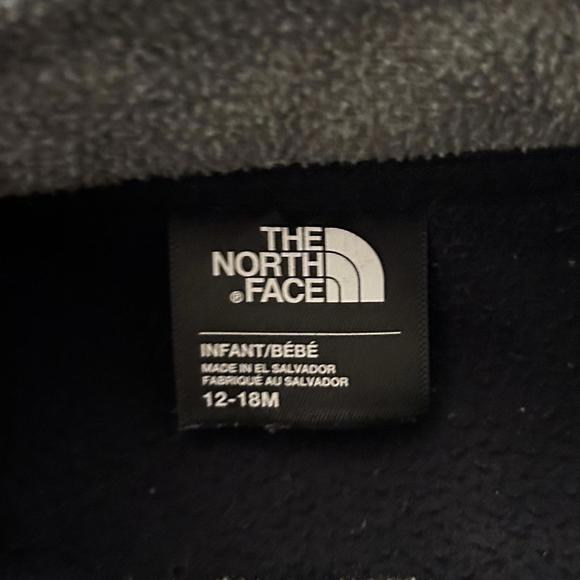 THE
NORTH
®FACE
INFANT/BÉBÉ
MADE IN EL SALVADOR
FABRIQUÉ AU SALVADOR
12-18M